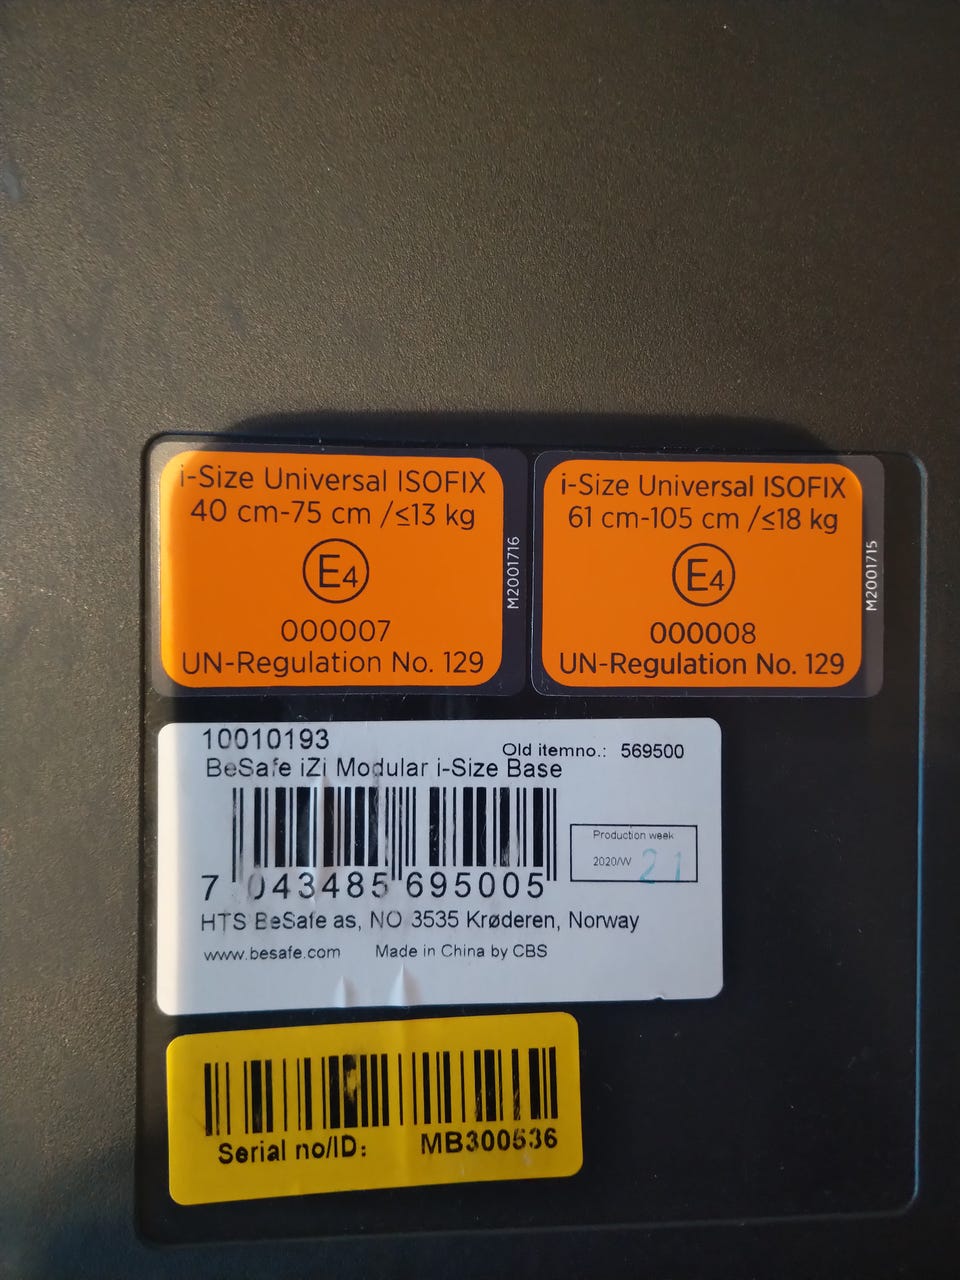 i-Size Universal ISOFIX
40 cm-75 cm /≤13 kg
E4
000007
UN-Regulation No. 129
M2001716
i-Size Universal ISOFIX
61 cm-105 cm /≤18 kg
E4
000008
UN-Regulation No. 129
M2001715
10010193
Old itemno.: 569500
BeSafe iZi Modular i-Size Base
Production week
2020/W 21
7 043485 695005
HTS BeSafe as, NO 3535 Krøderen, Norway
www.besafe.com Made in China by CBS
Serial no/ID: MB300536